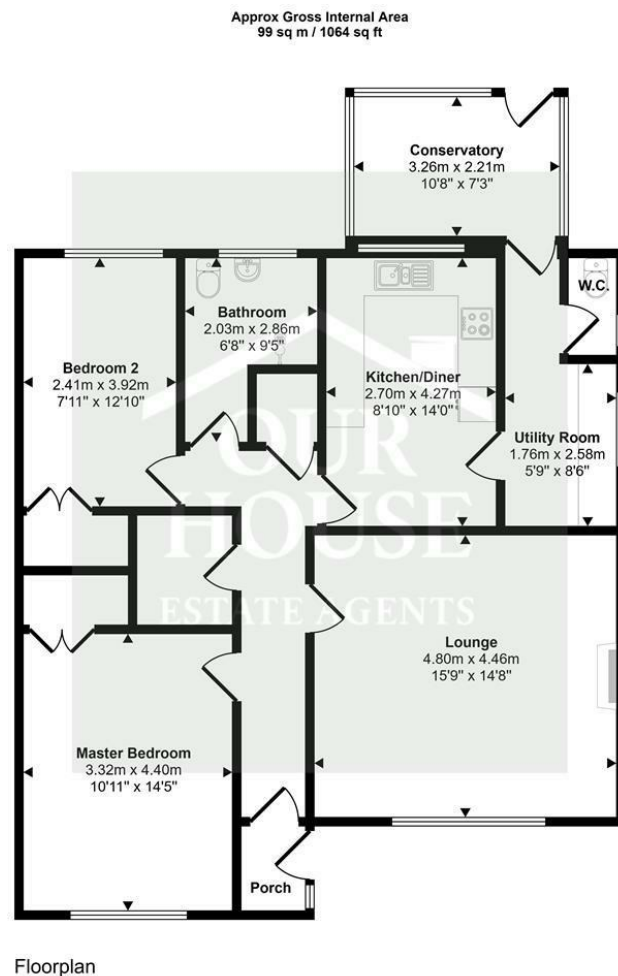 Approx Gross Internal Area
99 sq m / 1064 sq ft
Conservatory
3.26m x 2.21m
10'8" x 7'3"
W.C.
Bathroom
2.03m x 2.86m
6'8" x 9'5"
Bedroom 2
2.41m x 3.92m
7'11" x 12'10"
Kitchen/Diner
2.70m x 4.27m
8'10" x 14'0"
Utility Room
1.76m x 2.58m
5'9" x 8'6"
OUR
HOUSE
ESTATE AGENTS
Lounge
4.80m x 4.46m
15'9" x 14'8"
Master Bedroom
3.32m x 4.40m
10'11" x 14'5"
Porch
Floorplan